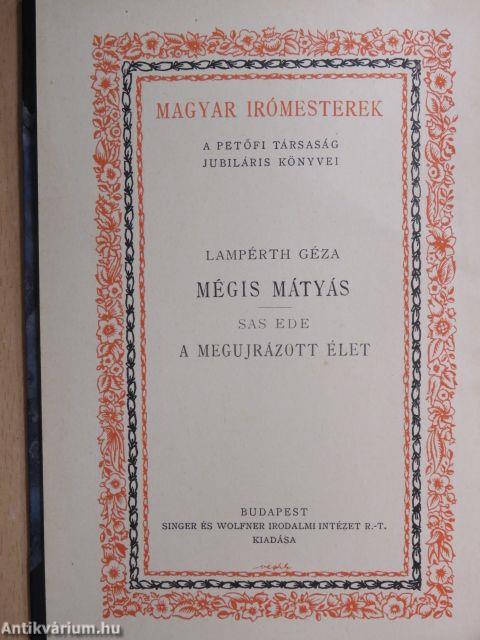 MAGYAR IRÓMESTEREK
A PETŐFI TÁRSASÁG
JUBILÁRIS KÖNYVEI
LAMPÉRTH GÉZA
MÉGIS MÁTYÁS
SAS EDE
A MEGUJRÁZOTT ÉLET
BUDAPEST
SINGER ÉS WOLFNER IRODALMI INTÉZET R.-T.
KIADÁSA
Antikvárium.hu